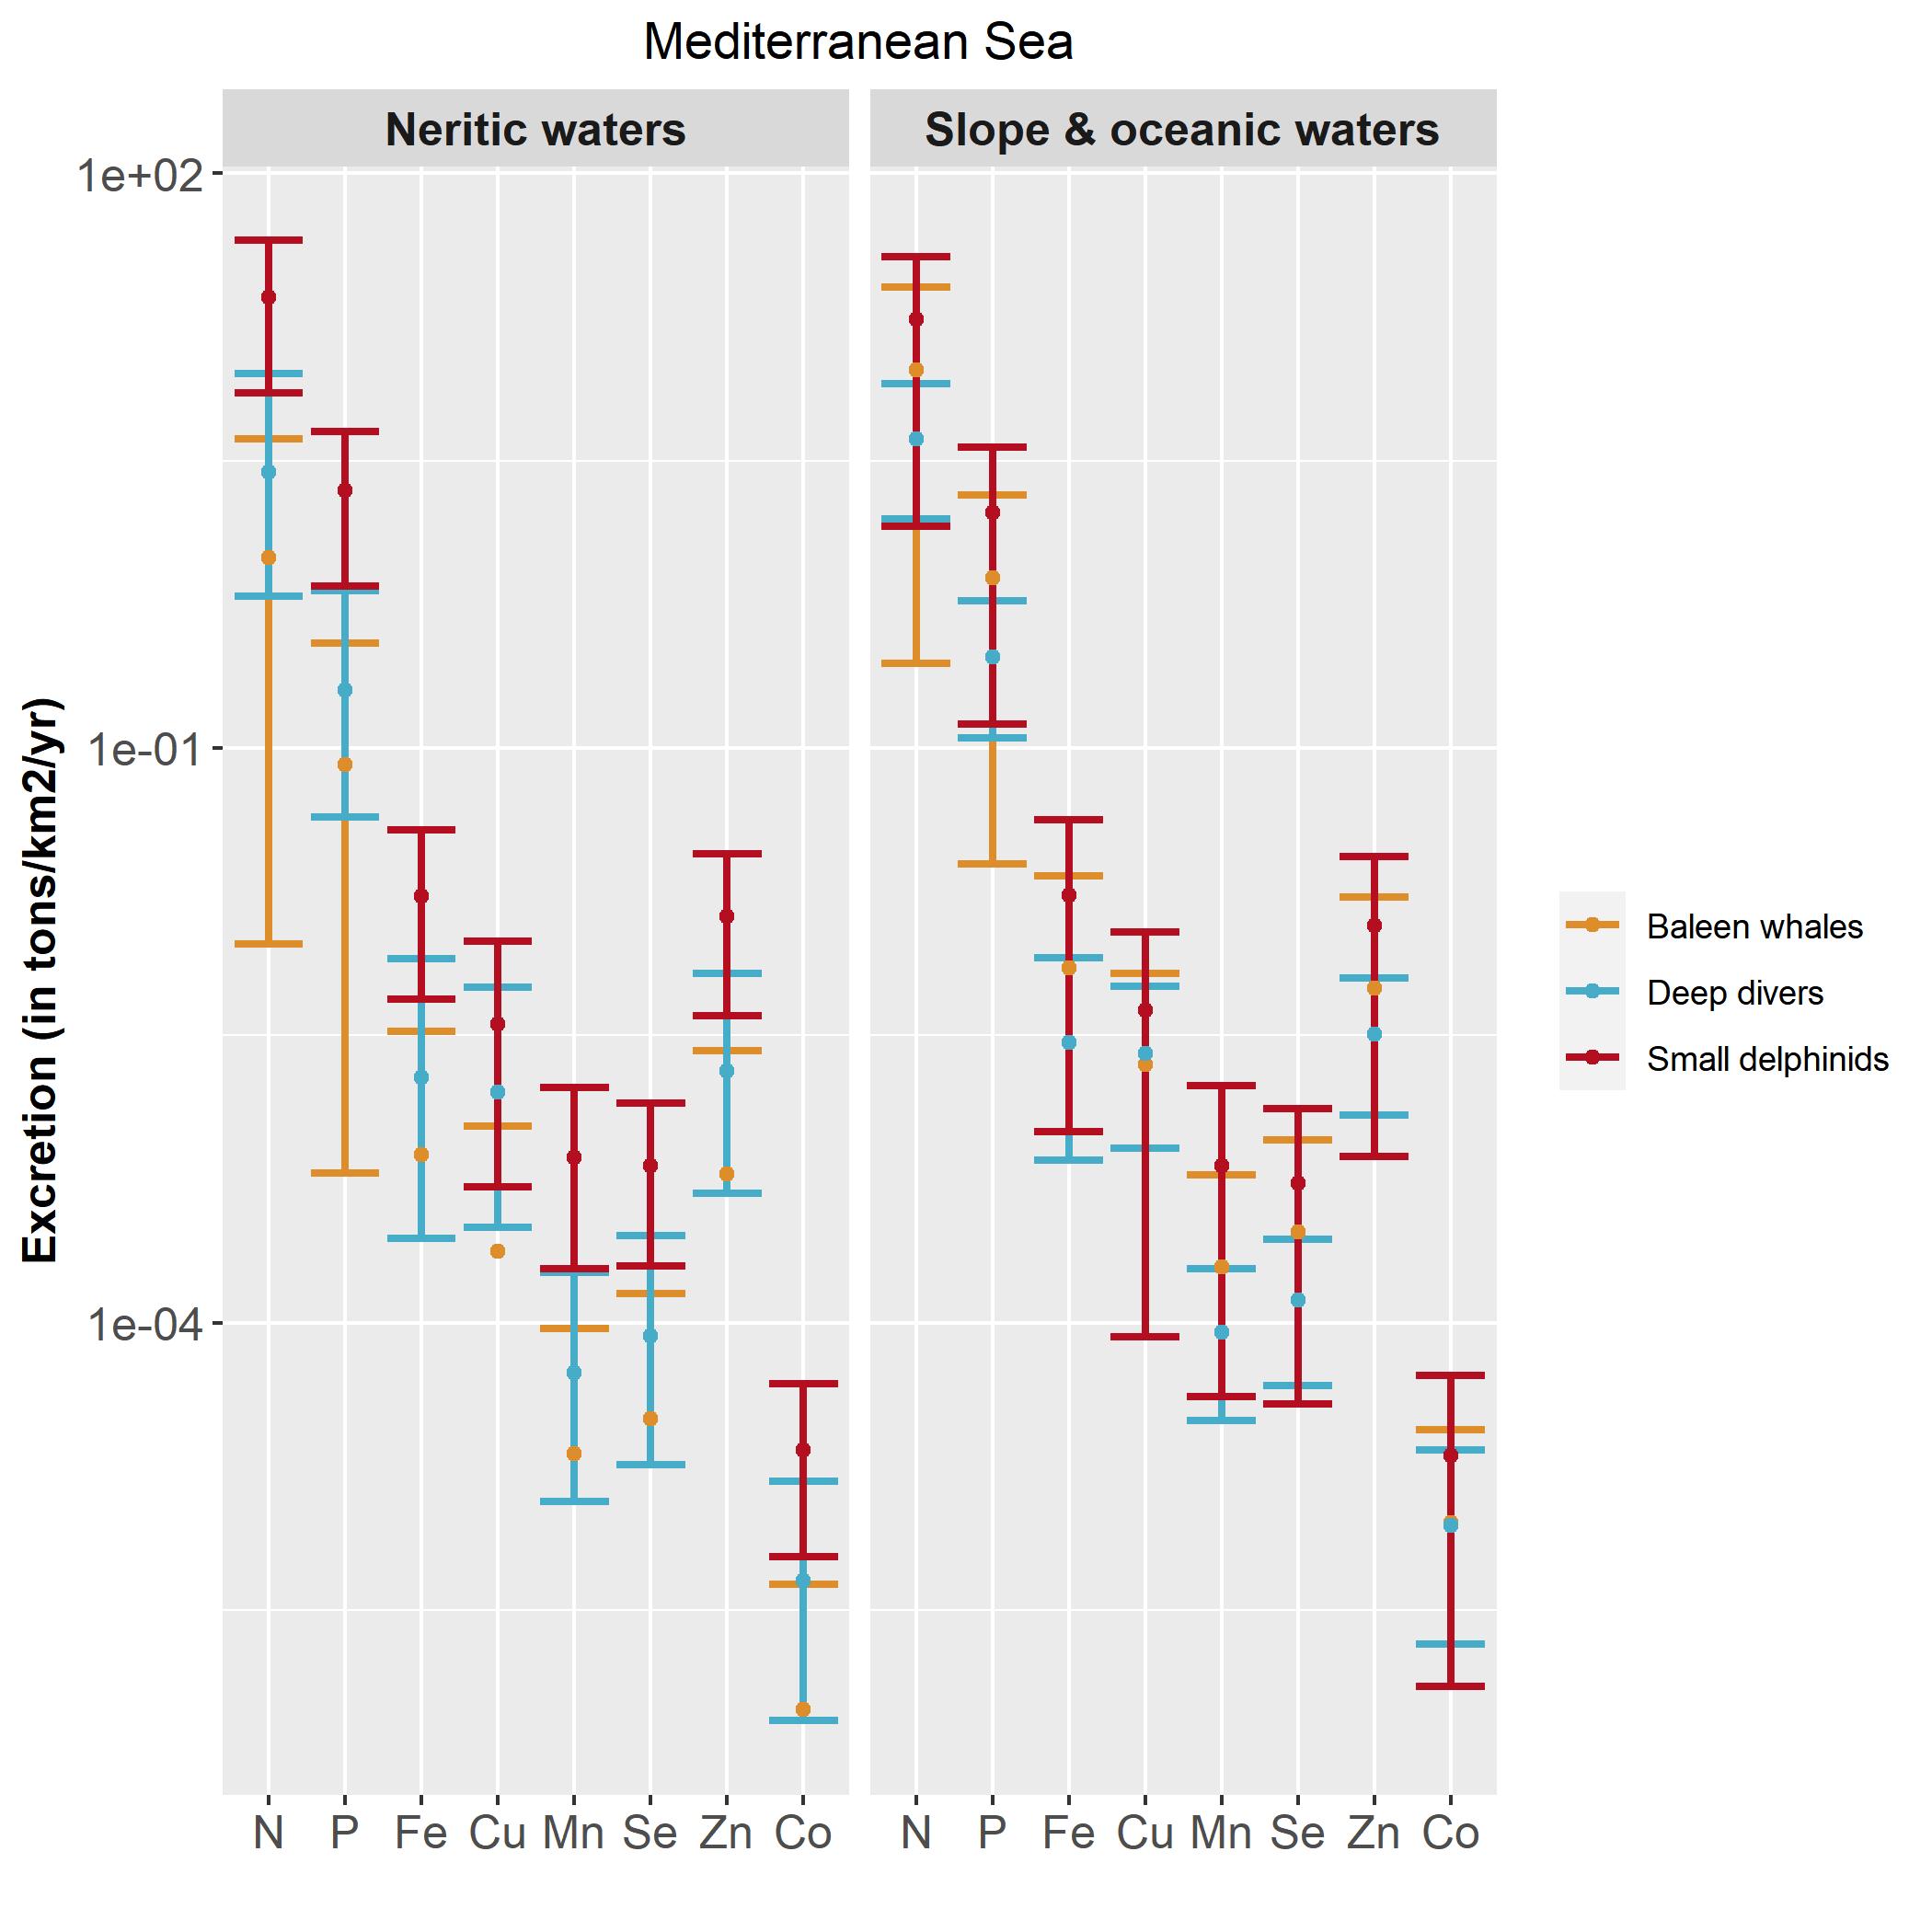 Mediterranean Sea
Neritic waters
Slope & oceanic waters
1e+02
1e-01
1e-04
Excretion (in tons/km2/yr)
N P Fe Cu Mn Se Zn Co
N P Fe Cu Mn Se Zn Co
Baleen whales
Deep divers
Small delphinids